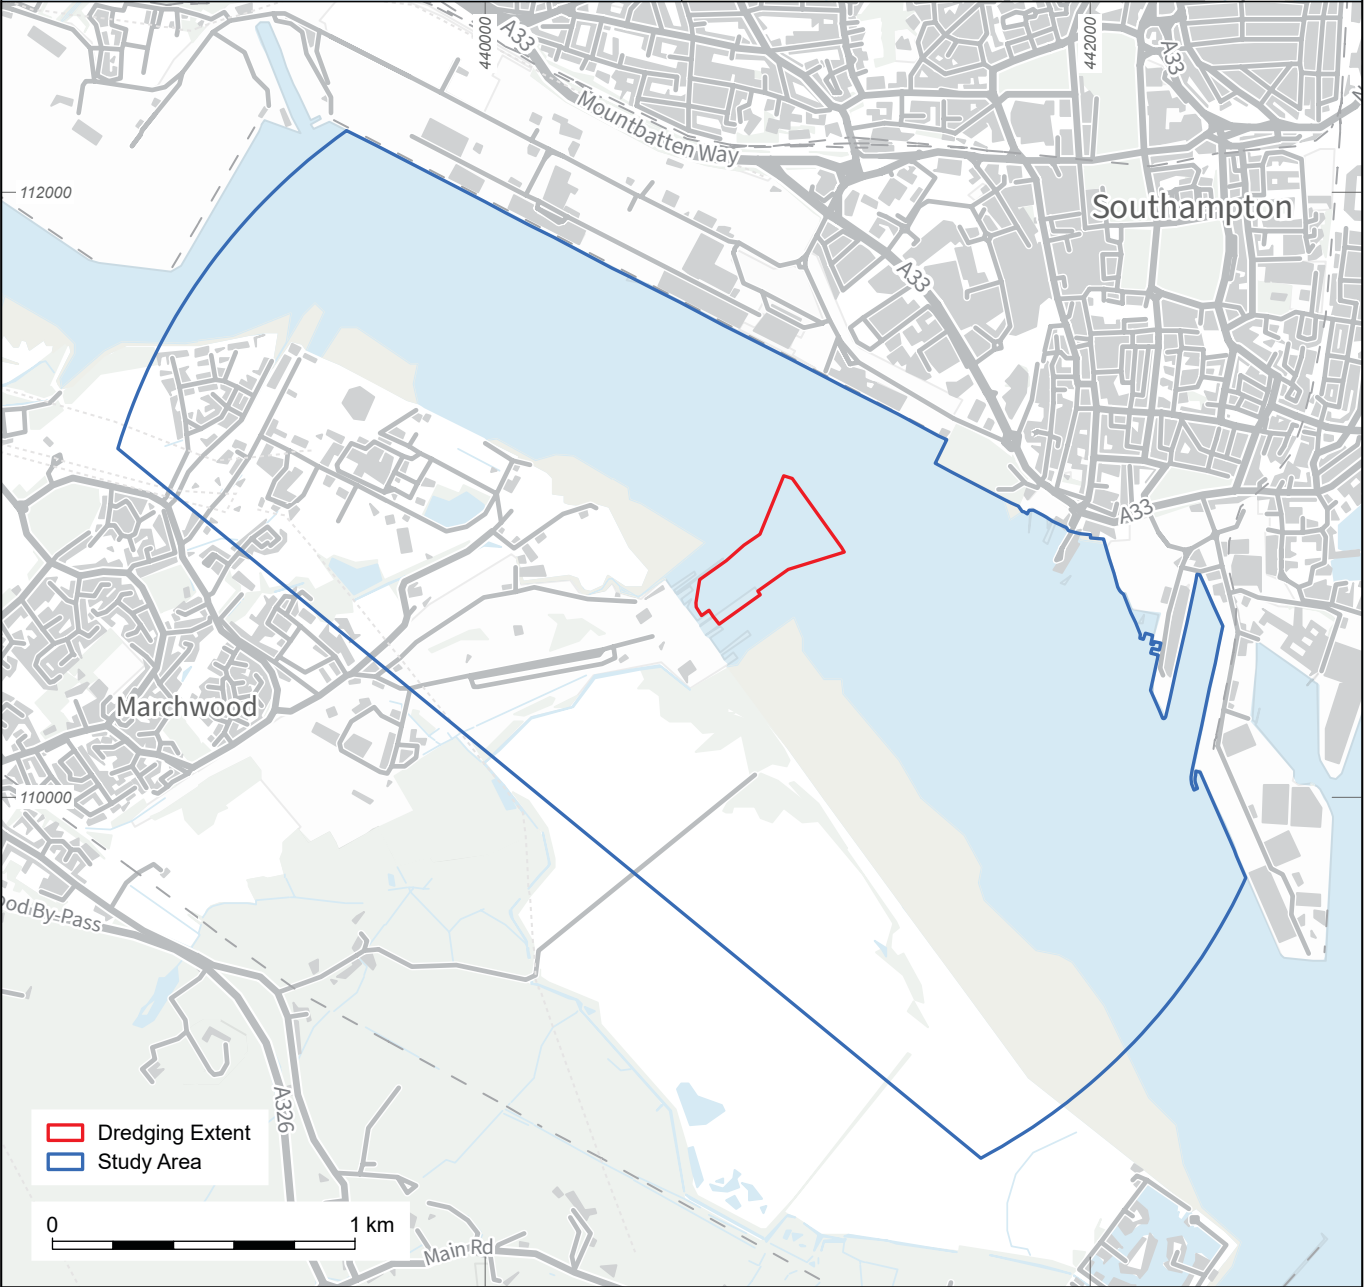 440000
442000
A33
A33
Mountbatten Way
112000
Southampton
A33
A33
Marchwood
110000
By-Pass
A326
Dredging Extent
Study Area
0 1 km
Main Rd